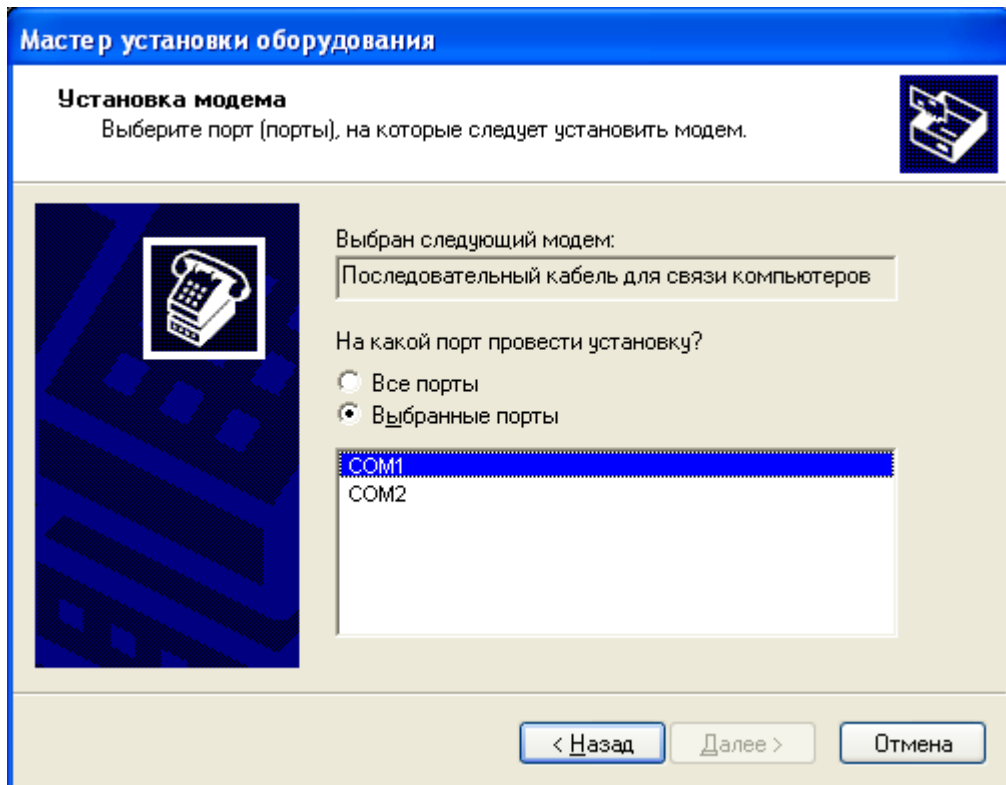 Мастер установки оборудования
Установка модема
Выберите порт (порты), на которые следует установить модем.
Выбран следующий модем:
Последовательный кабель для связи компьютеров
На какой порт провести установку?
Все порты
Выбранные порты
COM1
COM2
< Назад
Далее >
Отмена